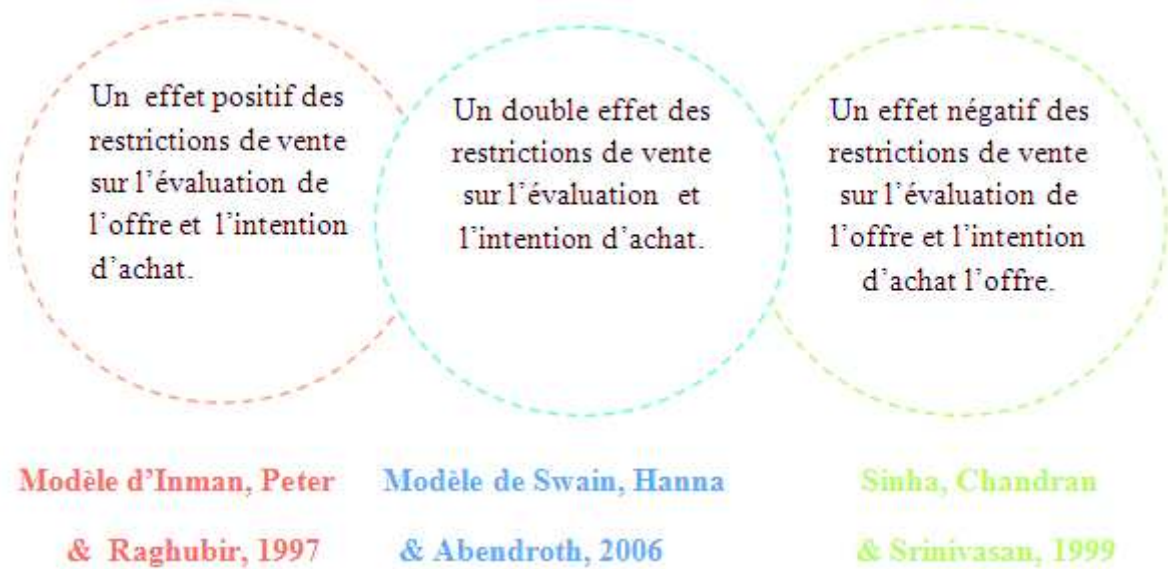 Un effet positif des
restrictions de vente
sur l’évaluation de
l’offre et l’intention
d’achat.
Un double effet des
restrictions de vente
sur l’évaluation et
l’intention d’achat.
Un effet négatif des
restrictions de vente
sur l’évaluation de
l’offre et l’intention
d’achat l’offre.
Modèle d’Inman, Peter
& Raghubir, 1997
Modèle de Swain, Hanna
& Abendroth, 2006
Sinha, Chandran
& Srinivasan, 1999